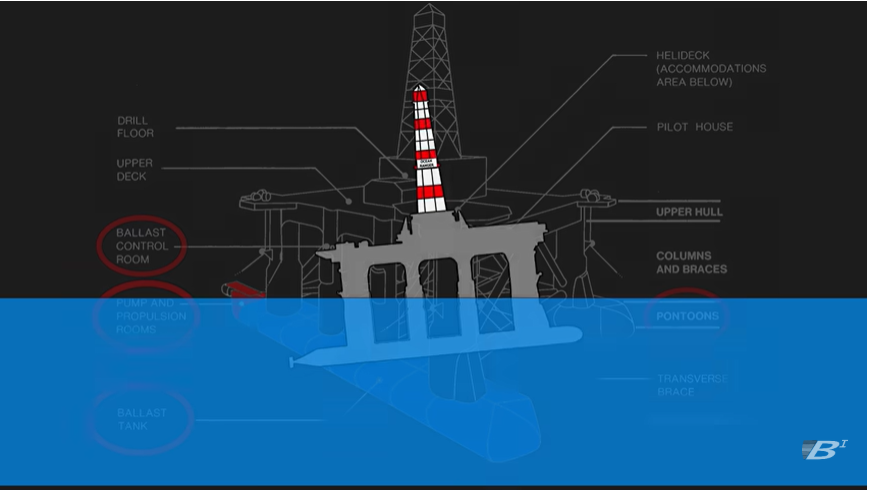 HELIDECK
(ACCOMMODATIONS
AREA BELOW)
DRILL
FLOOR
PILOT HOUSE
UPPER
DECK
OCEAN
RANGER
UPPER HULL
BALLAST
CONTROL
ROOM
COLUMNS
AND BRACES
PUMP AND
PROPULSION
ROOMS
PONTOONS
TRANSVERSE
BRACE
BALLAST
TANK
BI